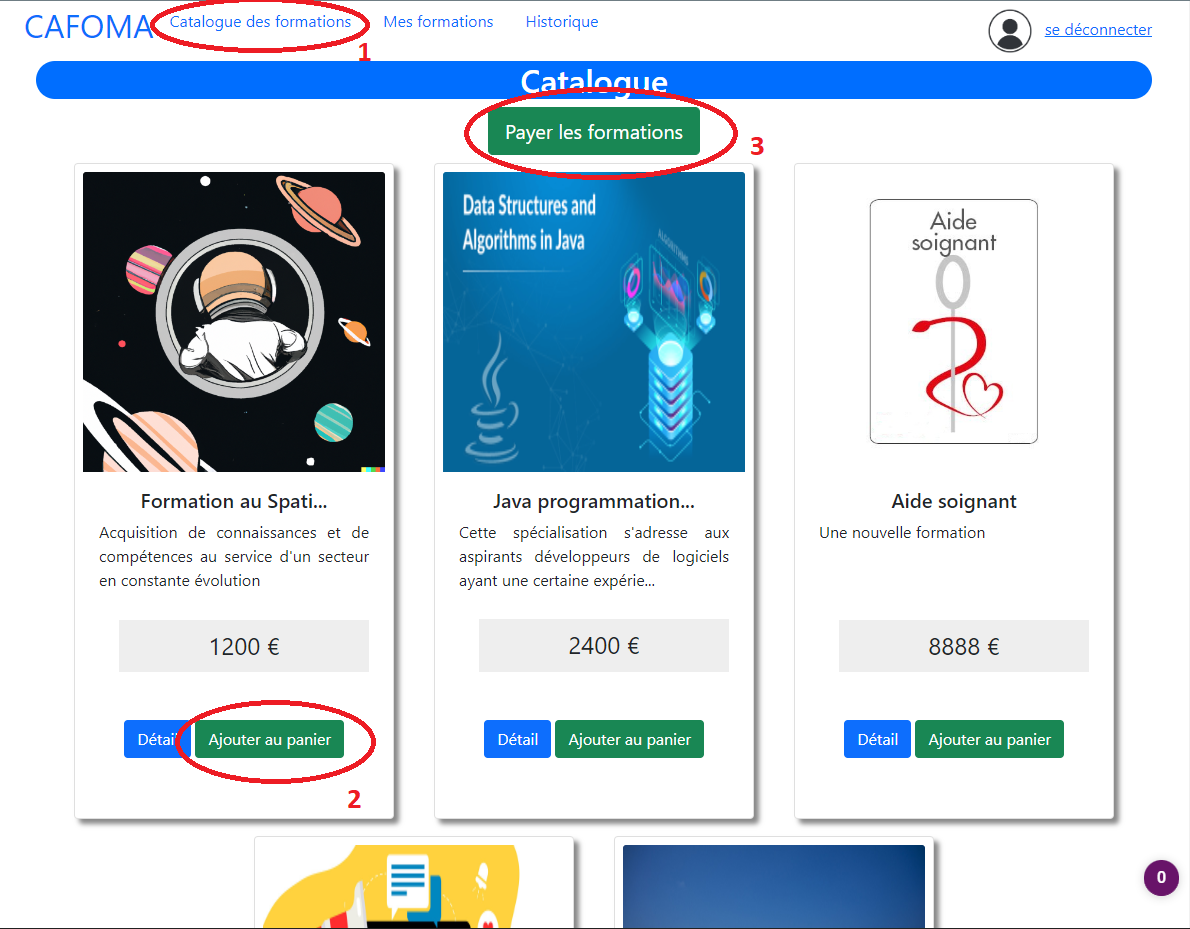 CAFOMA
Catalogue des formations
Mes formations
Historique
se déconnecter
1
Catalogue
Payer les formations
3
Data Structures and
Algorithms in Java
ALGORITHMS
Aide
soignant
Formation au Spati...
Acquisition de connaissances et de
compétences au service d'un secteur
en constante évolution
1200 €
Détail
Ajouter au panier
2
Java programmation...
Cette spécialisation s'adresse aux
aspirants développeurs de logiciels
ayant une certaine expérie...
2400 €
Détail
Ajouter au panier
Aide soignant
Une nouvelle formation
8888 €
Détail
Ajouter au panier
0